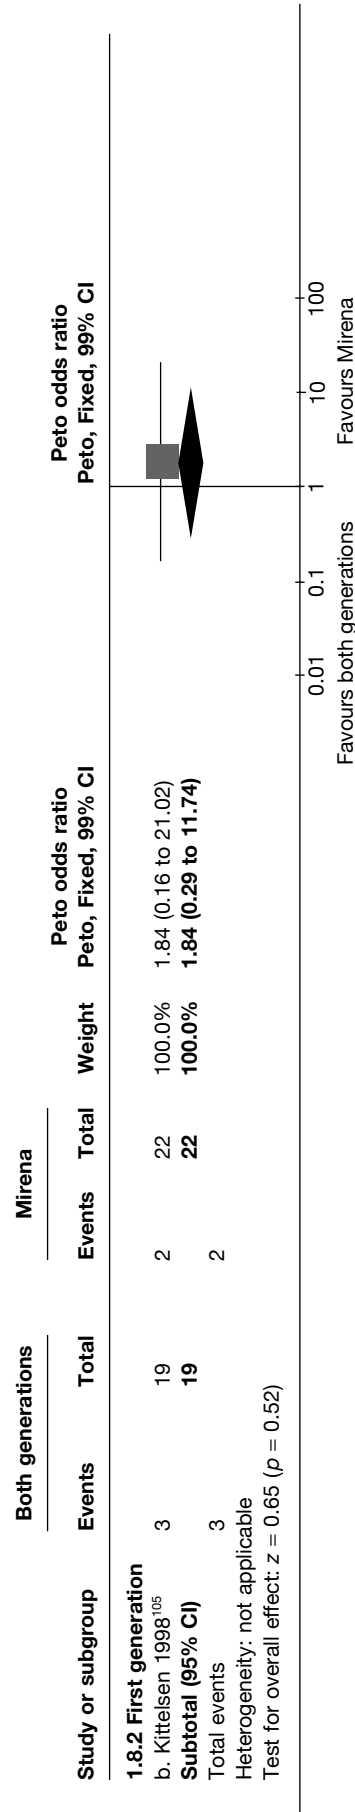 Both generations Mirena Peto odds ratio Peto odds ratio
Study or subgroup Events Total Events Total Weight Peto, Fixed, 99% CI Peto, Fixed, 99% CI
1.8.2 First generation
b. Kittelsen 1998¹⁰⁵ 3 19 2 22 100.0% 1.84 (0.16 to 21.02)
Subtotal (95% CI) 19 22 100.0% 1.84 (0.29 to 11.74)
Total events 3 2
Heterogeneity: not applicable
Test for overall effect: z = 0.65 (p = 0.52)
0.01 0.1 1 10 100
Favours both generations Favours Mirena